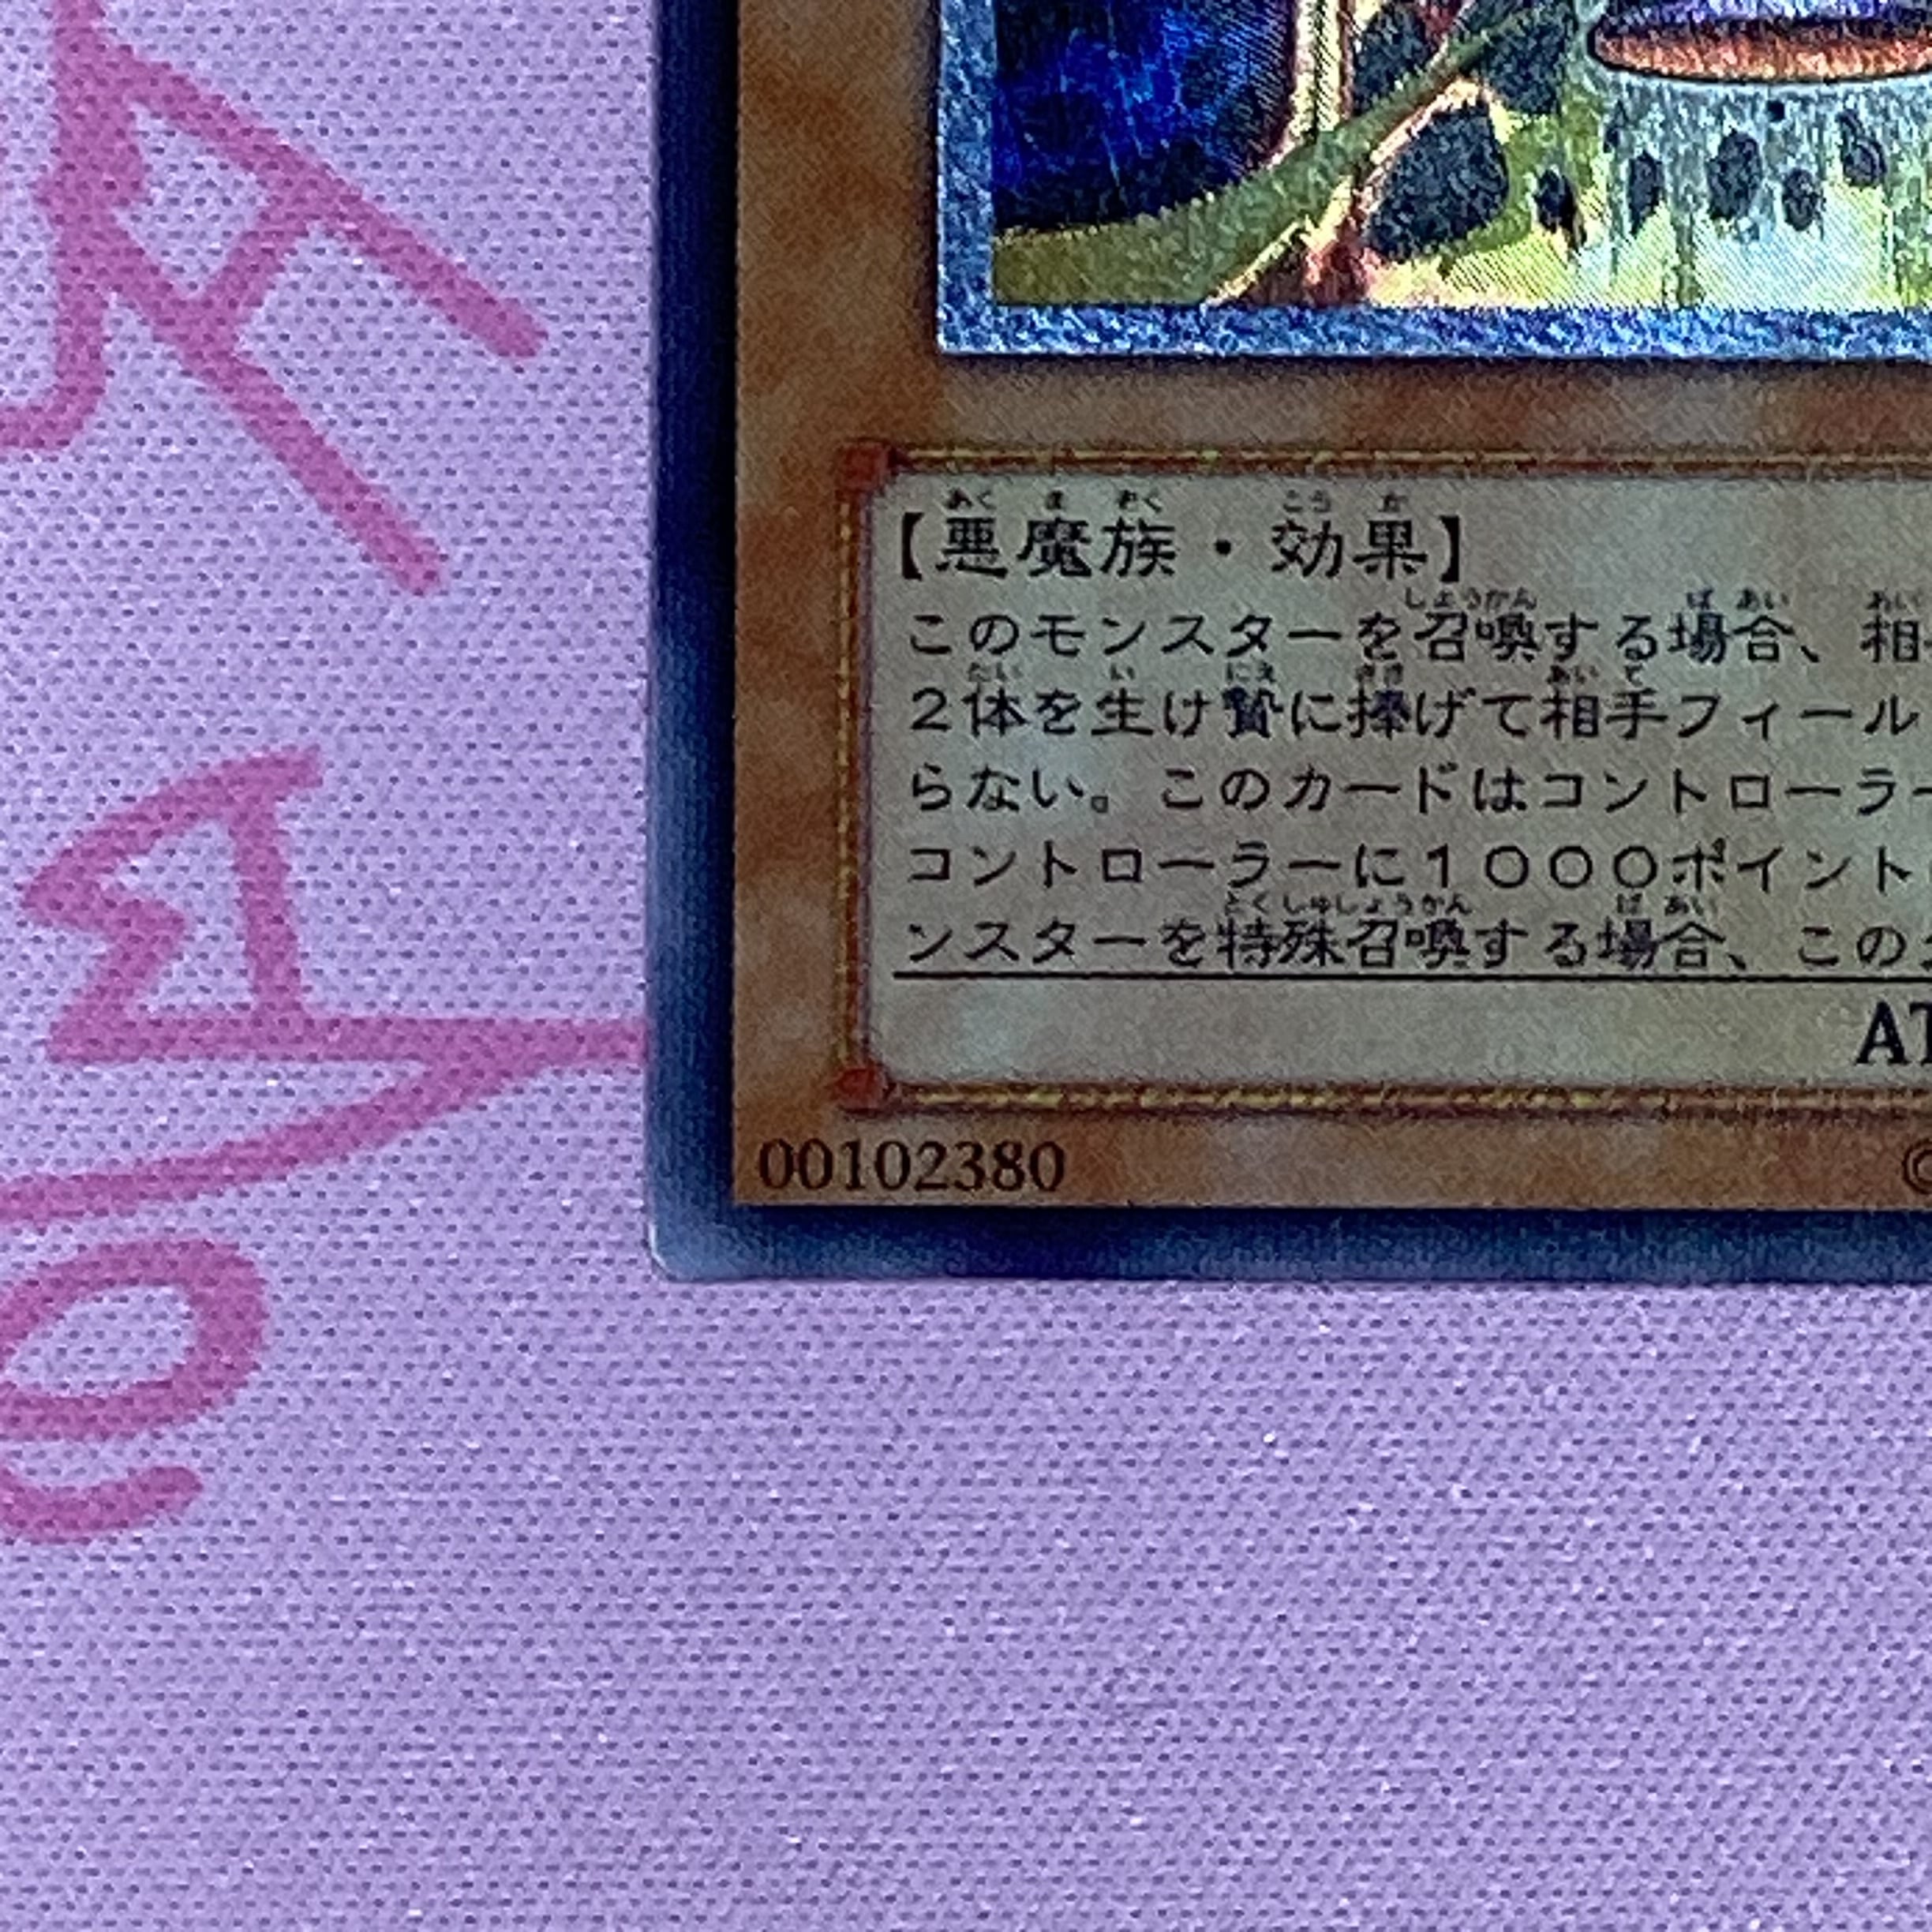 【悪魔族・効果】
このモンスターを召喚する場合、相
2体を生け贄に捧げて相手フィール
らない。このカードはコントローラー
コントローラーに1000ポイント
ンスターを特殊召喚する場合、この
AT
00102380
©